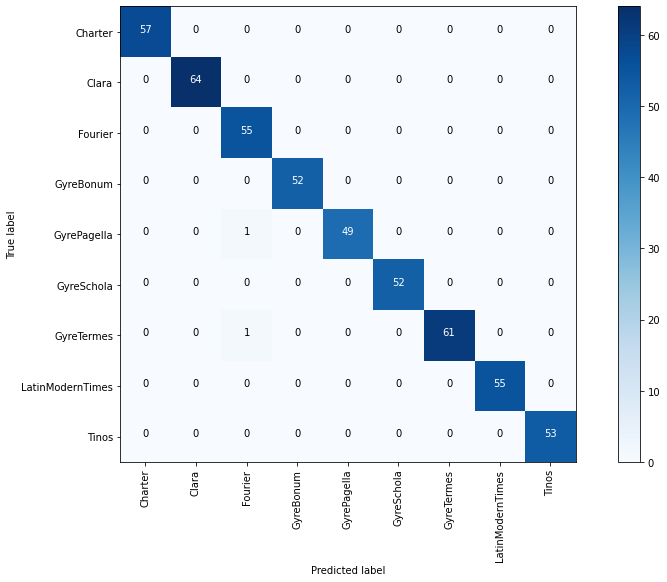 Charter 57 0 0 0 0 0 0 0 0
Clara 0 64 0 0 0 0 0 0 0
Fourier 0 0 55 0 0 0 0 0 0
GyreBonum 0 0 0 52 0 0 0 0 0
GyrePagella 0 0 1 0 49 0 0 0 0
GyreSchola 0 0 0 0 0 52 0 0 0
GyreTermes 0 0 1 0 0 0 61 0 0
LatinModernTimes 0 0 0 0 0 0 0 55 0
Tinos 0 0 0 0 0 0 0 0 53
True label
Charter
Clara
Fourier
GyreBonum
GyrePagella
GyreSchola
GyreTermes
LatinModernTimes
Tinos
Predicted label
60
50
40
30
20
10
0